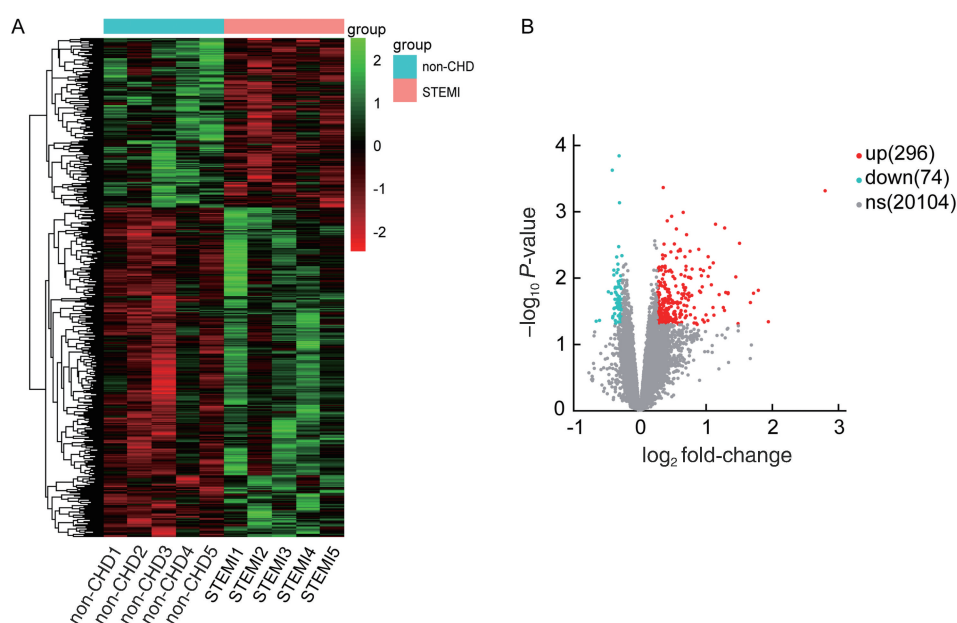 A
group
2
1
0
-1
-2
group
non-CHD
STEMI
non-CHD1
non-CHD2
non-CHD3
non-CHD4
non-CHD5
STEMI1
STEMI2
STEMI3
STEMI4
STEMI5
B
−log₁₀ P-value
4
3
2
1
0
-1
0
1
2
3
log₂ fold-change
up(296)
down(74)
ns(20104)